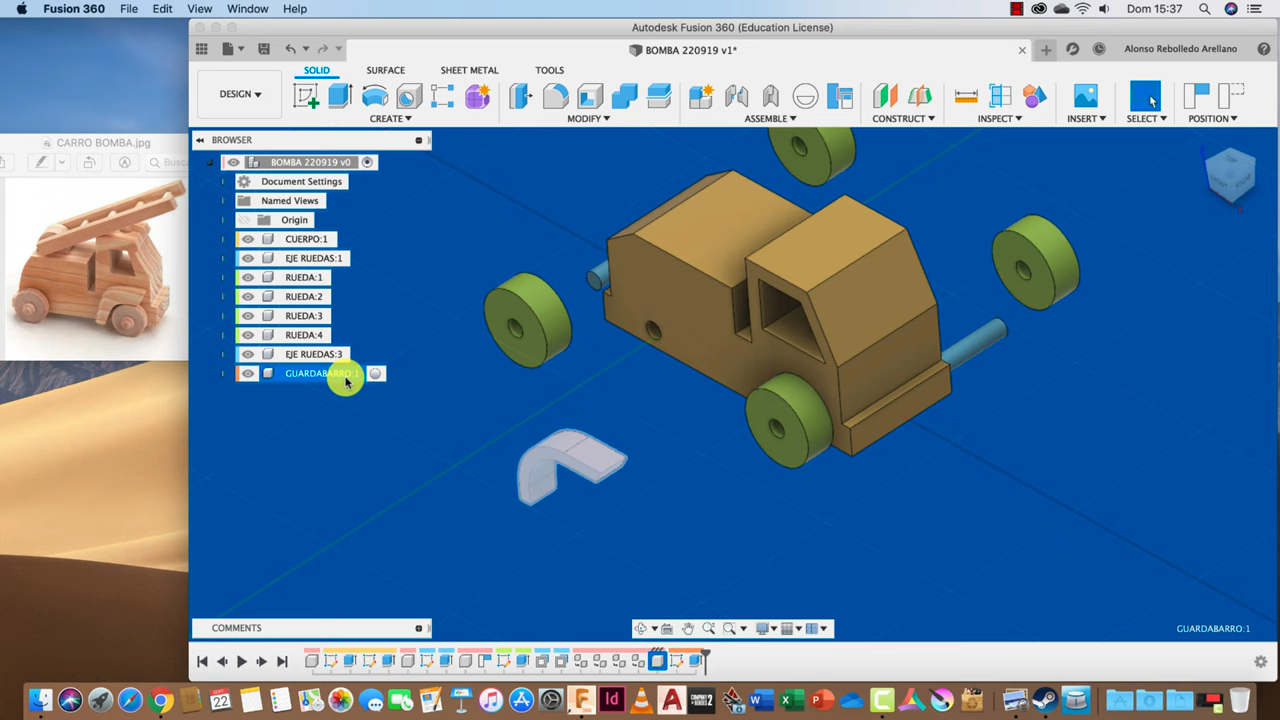 Fusion 360 File Edit View Window Help
Dom 15:37
Autodesk Fusion 360 (Education License)
BOMBA 220919 v1*
Alonso Rebolledo Arellano
SOLID SURFACE SHEET METAL TOOLS
DESIGN
CREATE MODIFY ASSEMBLE CONSTRUCT INSPECT INSERT SELECT POSITION
CARRO BOMBA.jpg
BROWSER
BOMBA 220919 v0
Document Settings
Named Views
Origin
CUERPO:1
EJE RUEDAS:1
RUEDA:1
RUEDA:2
RUEDA:3
RUEDA:4
EJE RUEDAS:3
GUARDABARRO:1
COMMENTS
GUARDABARRO:1